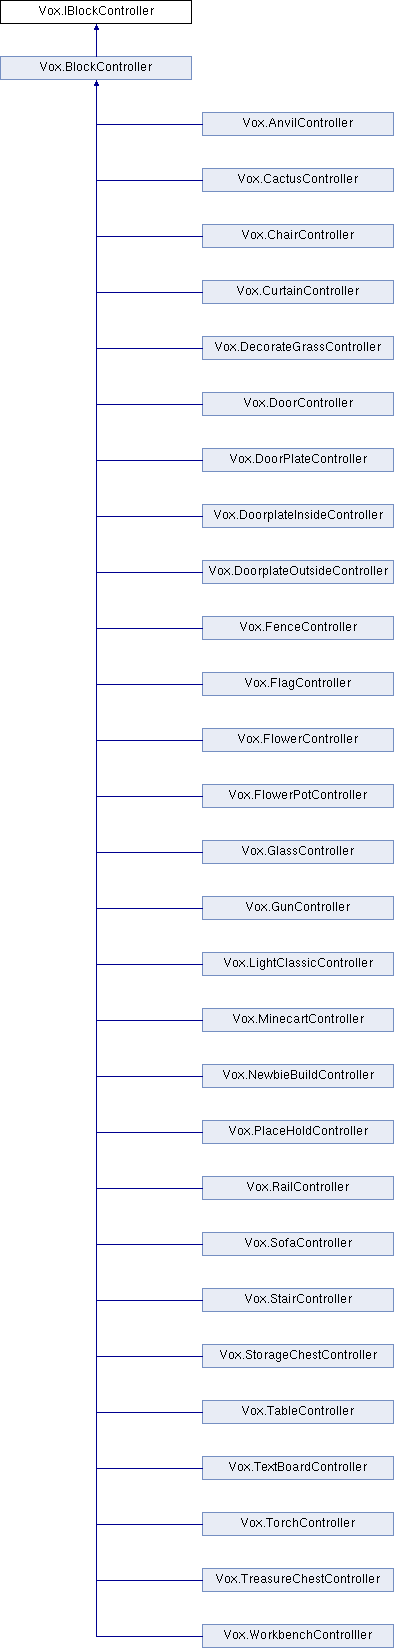 Vox.IBlockController
Vox.BlockController
Vox.AnvilController
Vox.CactusController
Vox.ChairController
Vox.CurtainController
Vox.DecorateGrassController
Vox.DoorController
Vox.DoorPlateController
Vox.DoorplateInsideController
Vox.DoorplateOutsideController
Vox.FenceController
Vox.FlagController
Vox.FlowerController
Vox.FlowerPotController
Vox.GlassController
Vox.GunController
Vox.LightClassicController
Vox.MinecartController
Vox.NewbieBuildController
Vox.PlaceHoldController
Vox.RailController
Vox.SofaController
Vox.StairController
Vox.StorageChestController
Vox.TableController
Vox.TextBoardController
Vox.TorchController
Vox.TreasureChestController
Vox.WorkbenchControlller